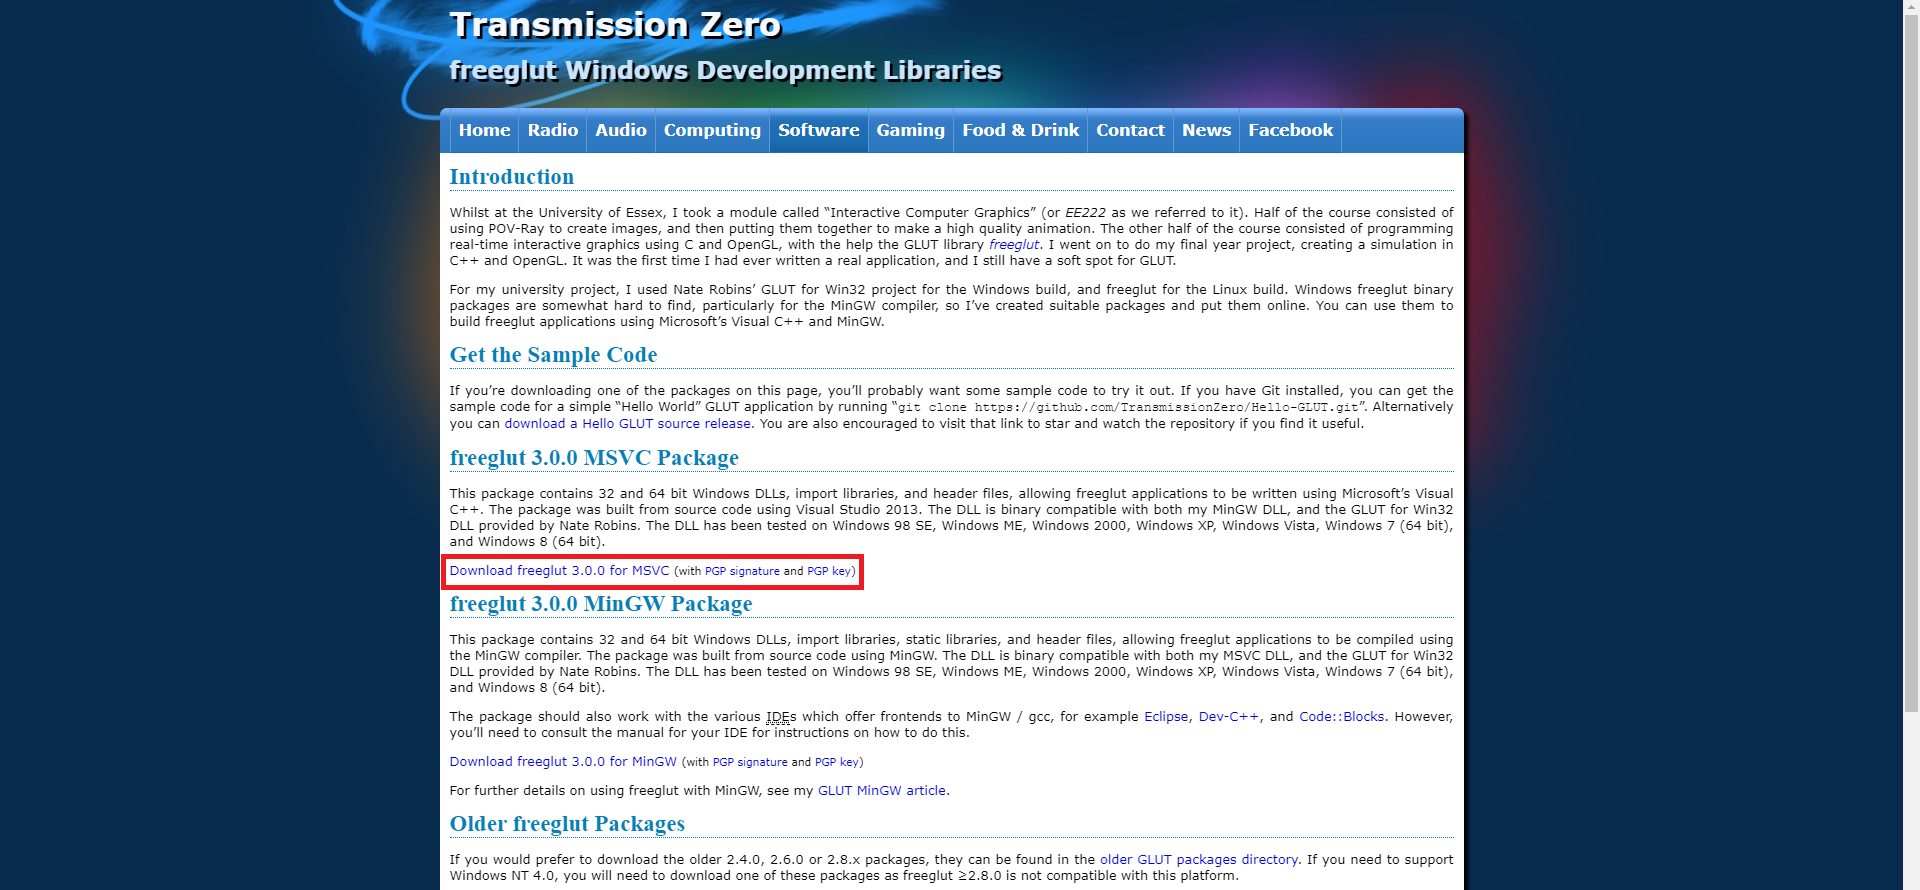 Transmission Zero
freeglut Windows Development Libraries
Home Radio Audio Computing Software Gaming Food & Drink Contact News Facebook
Introduction
Whilst at the University of Essex, I took a module called “Interactive Computer Graphics” (or EE222 as we referred to it). Half of the course consisted of
using POV-Ray to create images, and then putting them together to make a high quality animation. The other half of the course consisted of programming
real-time interactive graphics using C and OpenGL, with the help the GLUT library freeglut. I went on to do my final year project, creating a simulation in
C++ and OpenGL. It was the first time I had ever written a real application, and I still have a soft spot for GLUT.
For my university project, I used Nate Robins’ GLUT for Win32 project for the Windows build, and freeglut for the Linux build. Windows freeglut binary
packages are somewhat hard to find, particularly for the MinGW compiler, so I’ve created suitable packages and put them online. You can use them to
build freeglut applications using Microsoft’s Visual C++ and MinGW.
Get the Sample Code
If you’re downloading one of the packages on this page, you’ll probably want some sample code to try it out. If you have Git installed, you can get the
sample code for a simple “Hello World” GLUT application by running “git clone https://github.com/TransmissionZero/Hello-GLUT.git”. Alternatively
you can download a Hello GLUT source release. You are also encouraged to visit that link to star and watch the repository if you find it useful.
freeglut 3.0.0 MSVC Package
This package contains 32 and 64 bit Windows DLLs, import libraries, and header files, allowing freeglut applications to be written using Microsoft’s Visual
C++. The package was built from source code using Visual Studio 2013. The DLL is binary compatible with both my MinGW DLL, and the GLUT for Win32
DLL provided by Nate Robins. The DLL has been tested on Windows 98 SE, Windows ME, Windows 2000, Windows XP, Windows Vista, Windows 7 (64 bit),
and Windows 8 (64 bit).
Download freeglut 3.0.0 for MSVC (with PGP signature and PGP key)
freeglut 3.0.0 MinGW Package
This package contains 32 and 64 bit Windows DLLs, import libraries, static libraries, and header files, allowing freeglut applications to be compiled using
the MinGW compiler. The package was built from source code using MinGW. The DLL is binary compatible with both my MSVC DLL, and the GLUT for Win32
DLL provided by Nate Robins. The DLL has been tested on Windows 98 SE, Windows ME, Windows 2000, Windows XP, Windows Vista, Windows 7 (64 bit),
and Windows 8 (64 bit).
The package should also work with the various IDEs which offer frontends to MinGW / gcc, for example Eclipse, Dev-C++, and Code::Blocks. However,
you’ll need to consult the manual for your IDE for instructions on how to do this.
Download freeglut 3.0.0 for MinGW (with PGP signature and PGP key)
For further details on using freeglut with MinGW, see my GLUT MinGW article.
Older freeglut Packages
If you would prefer to download the older 2.4.0, 2.6.0 or 2.8.x packages, they can be found in the older GLUT packages directory. If you need to support
Windows NT 4.0, you will need to download one of these packages as freeglut ≥2.8.0 is not compatible with this platform.